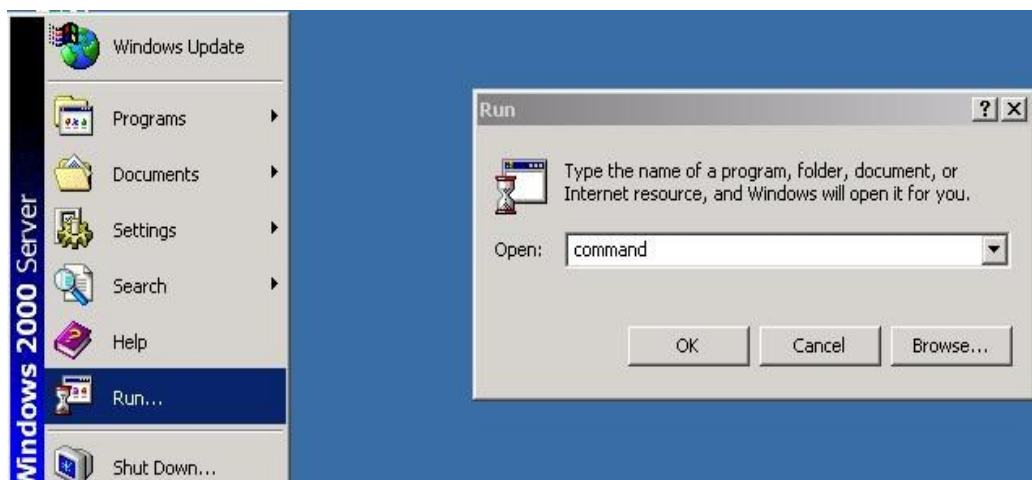 Windows 2000 Server
Windows Update
Programs
Documents
Settings
Search
Help
Run...
Shut Down...
Run
Type the name of a program, folder, document, or
Internet resource, and Windows will open it for you.
Open: command
OK Cancel Browse...